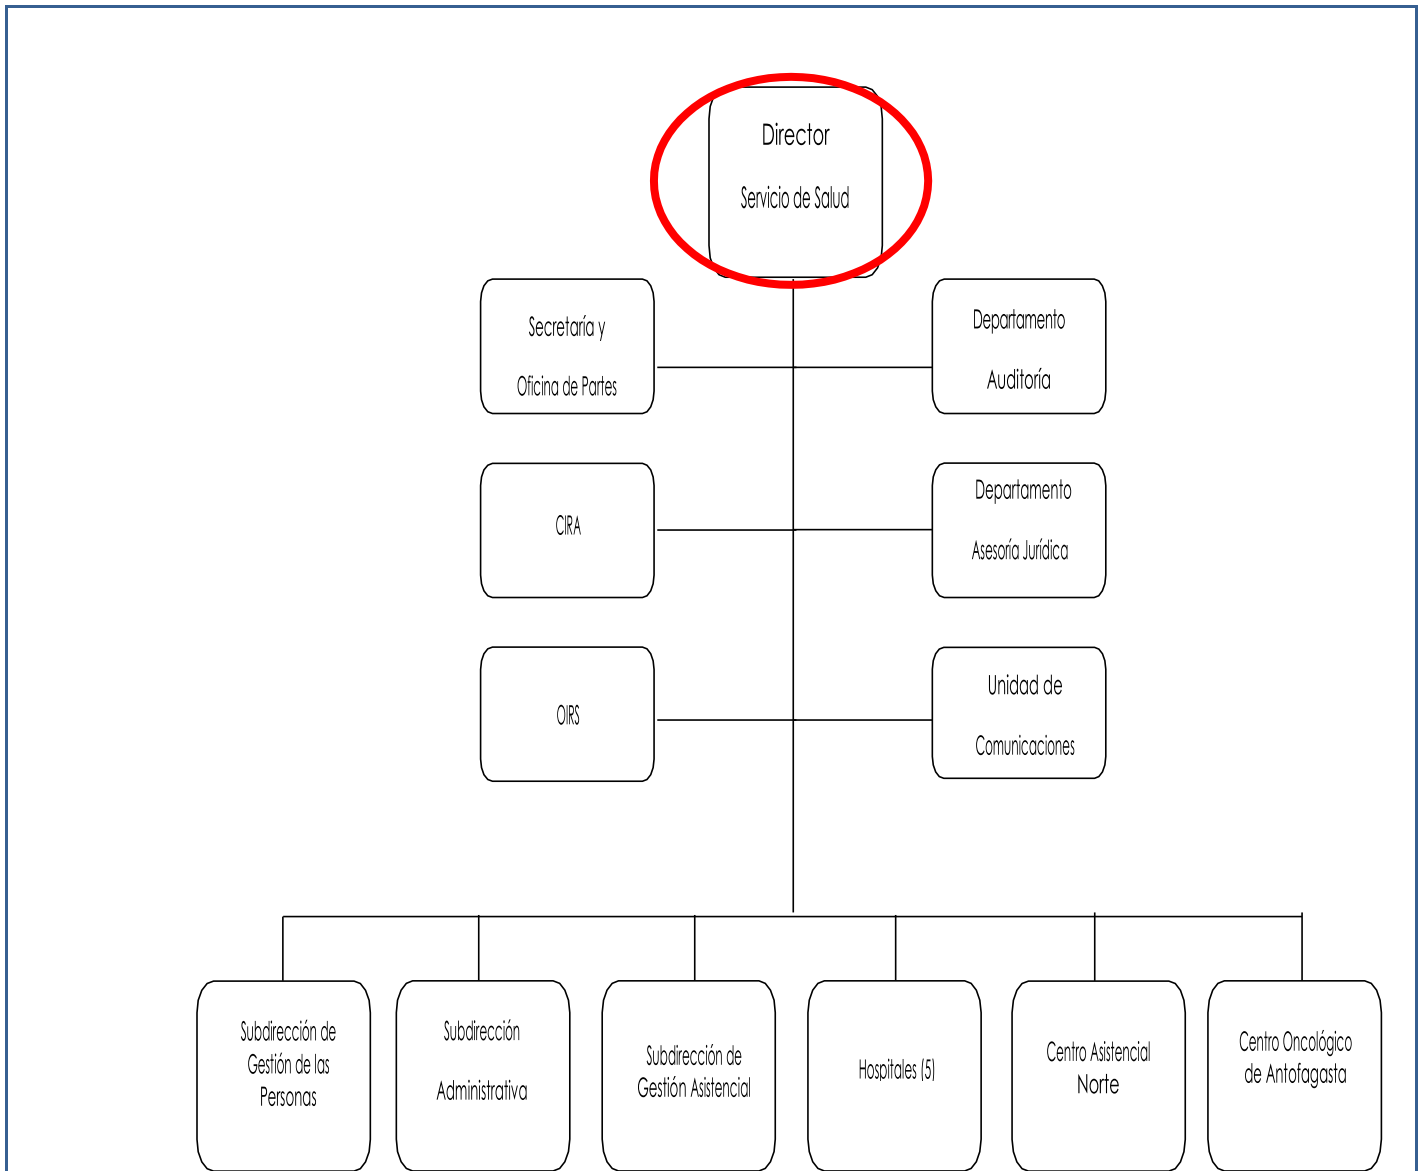 Director
Servicio de Salud
Secretaría y
Oficina de Partes
Departamento
Auditoría
CIRA
Departamento
Asesoría Jurídica
OIRS
Unidad de
Comunicaciones
Subdirección de
Gestión de las
Personas
Subdirección
Administrativa
Subdirección de
Gestión Asistencial
Hospitales (5)
Centro Asistencial
Norte
Centro Oncológico
de Antofagasta